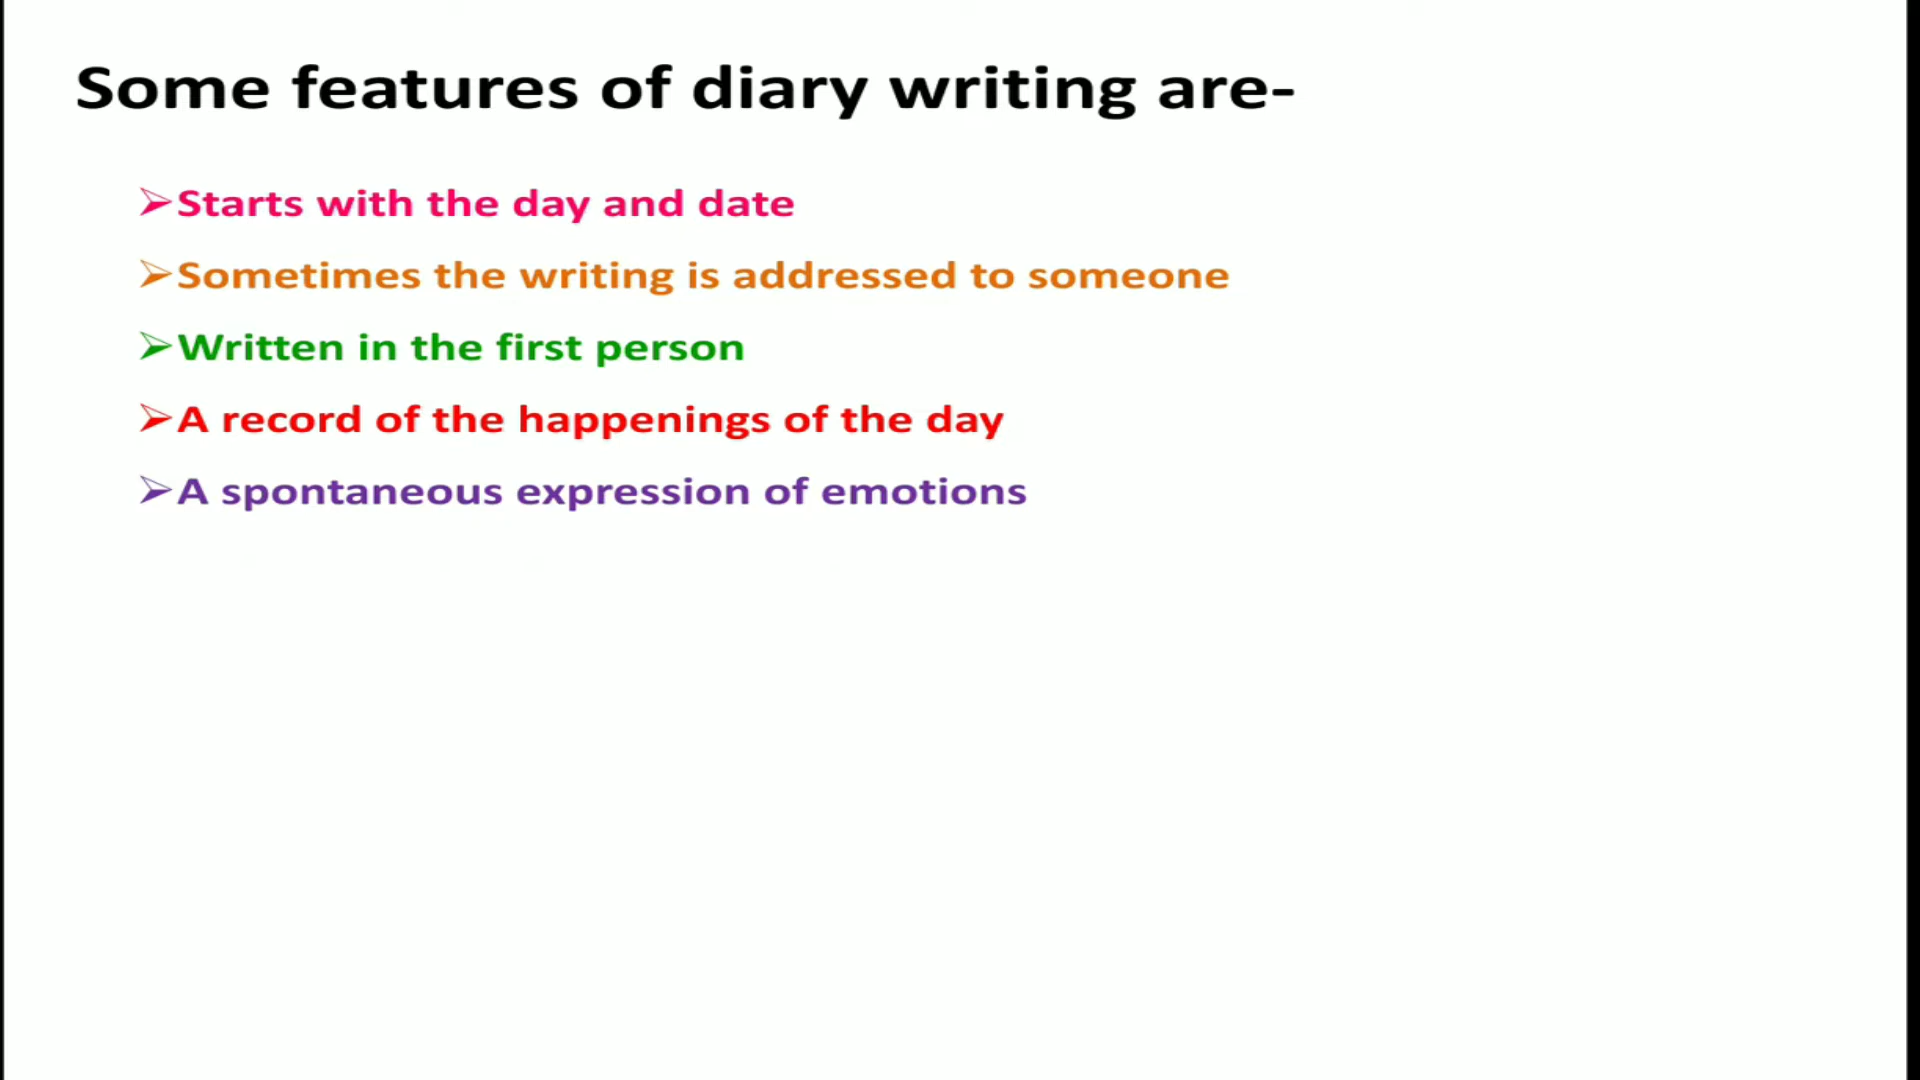 Some features of diary writing are-
➢Starts with the day and date
➢Sometimes the writing is addressed to someone
➢Written in the first person
➢A record of the happenings of the day
➢A spontaneous expression of emotions